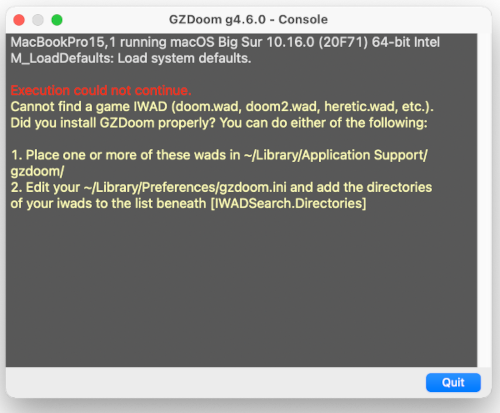 GZDoom g4.6.0 - Console
MacBookPro15,1 running macOS Big Sur 10.16.0 (20F71) 64-bit Intel
M_LoadDefaults: Load system defaults.
Execution could not continue.
Cannot find a game IWAD (doom.wad, doom2.wad, heretic.wad, etc.).
Did you install GZDoom properly? You can do either of the following:
1. Place one or more of these wads in ~/Library/Application Support/
gzdoom/
2. Edit your ~/Library/Preferences/gzdoom.ini and add the directories
of your iwads to the list beneath [IWADSearch.Directories]
Quit